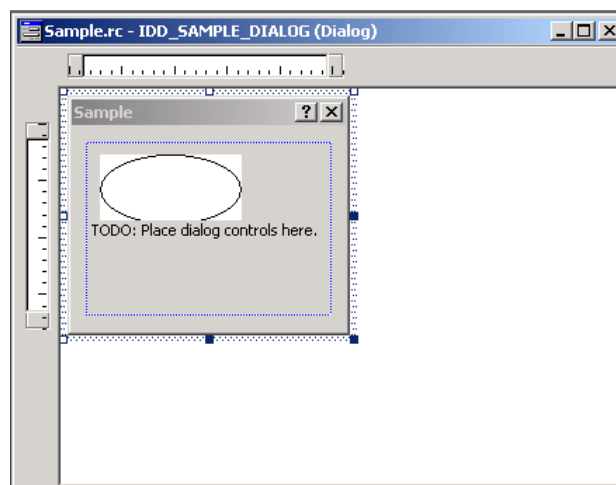 Sample.rc - IDD_SAMPLE_DIALOG (Dialog)
Sample
TODO: Place dialog controls here.